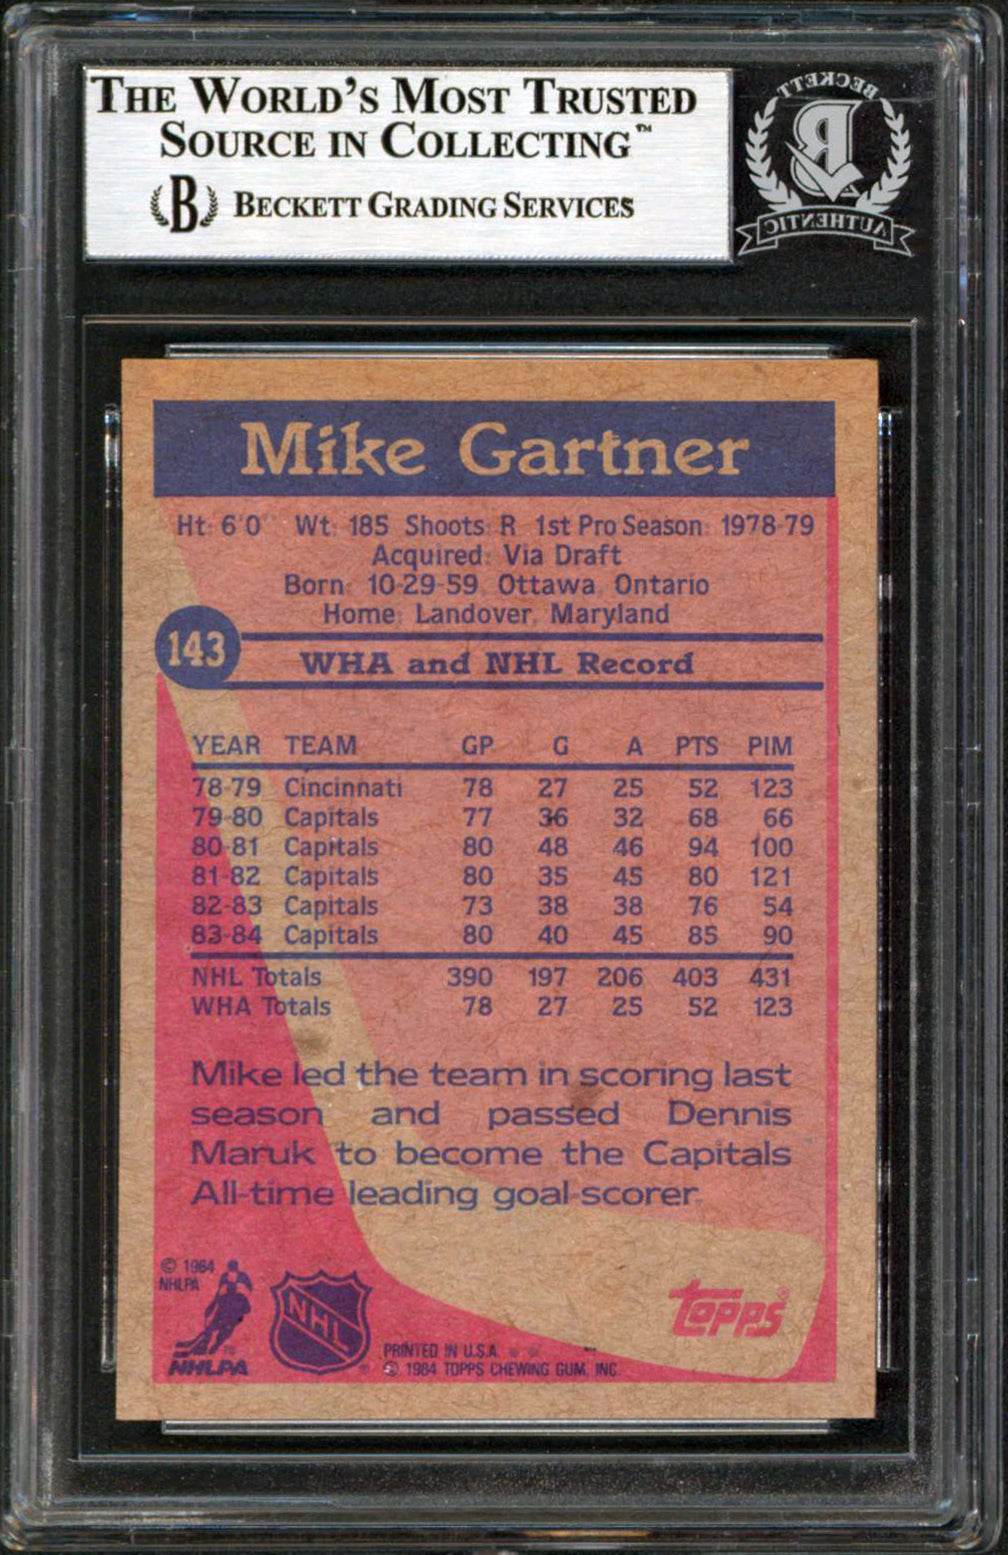 THE WORLD'S MOST TRUSTED
SOURCE IN COLLECTING™
B BECKETT GRADING SERVICES
BECKETT
B
AUTHENTIC
Mike Gartner
Ht: 6'0" Wt: 185 Shoots: R 1st Pro Season: 1978-79
Acquired: Via Draft
Born: 10-29-59 Ottawa, Ontario
Home: Landover, Maryland
143
WHA and NHL Record
YEAR TEAM GP G A PTS PIM
78-79 Cincinnati 78 27 25 52 123
79-80 Capitals 77 36 32 68 66
80-81 Capitals 80 48 46 94 100
81-82 Capitals 80 35 45 80 121
82-83 Capitals 73 38 38 76 54
83-84 Capitals 80 40 45 85 90
NHL Totals 390 197 206 403 431
WHA Totals 78 27 25 52 123
Mike led the team in scoring last
season and passed Dennis
Maruk to become the Capitals
All-time leading goal-scorer.
© 1984
NHLPA
NHLPA
NHL
topps
PRINTED IN U.S.A. **
© 1984 TOPPS CHEWING GUM, INC.